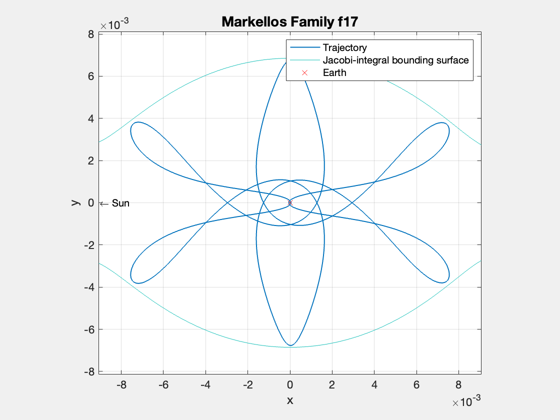 Markellos Family f17
×10⁻³
8
6
4
2
0
-2
-4
-6
-8
y
← Sun
Trajectory
Jacobi-integral bounding surface
Earth
-8 -6 -4 -2 0 2 4 6 8
x
×10⁻³